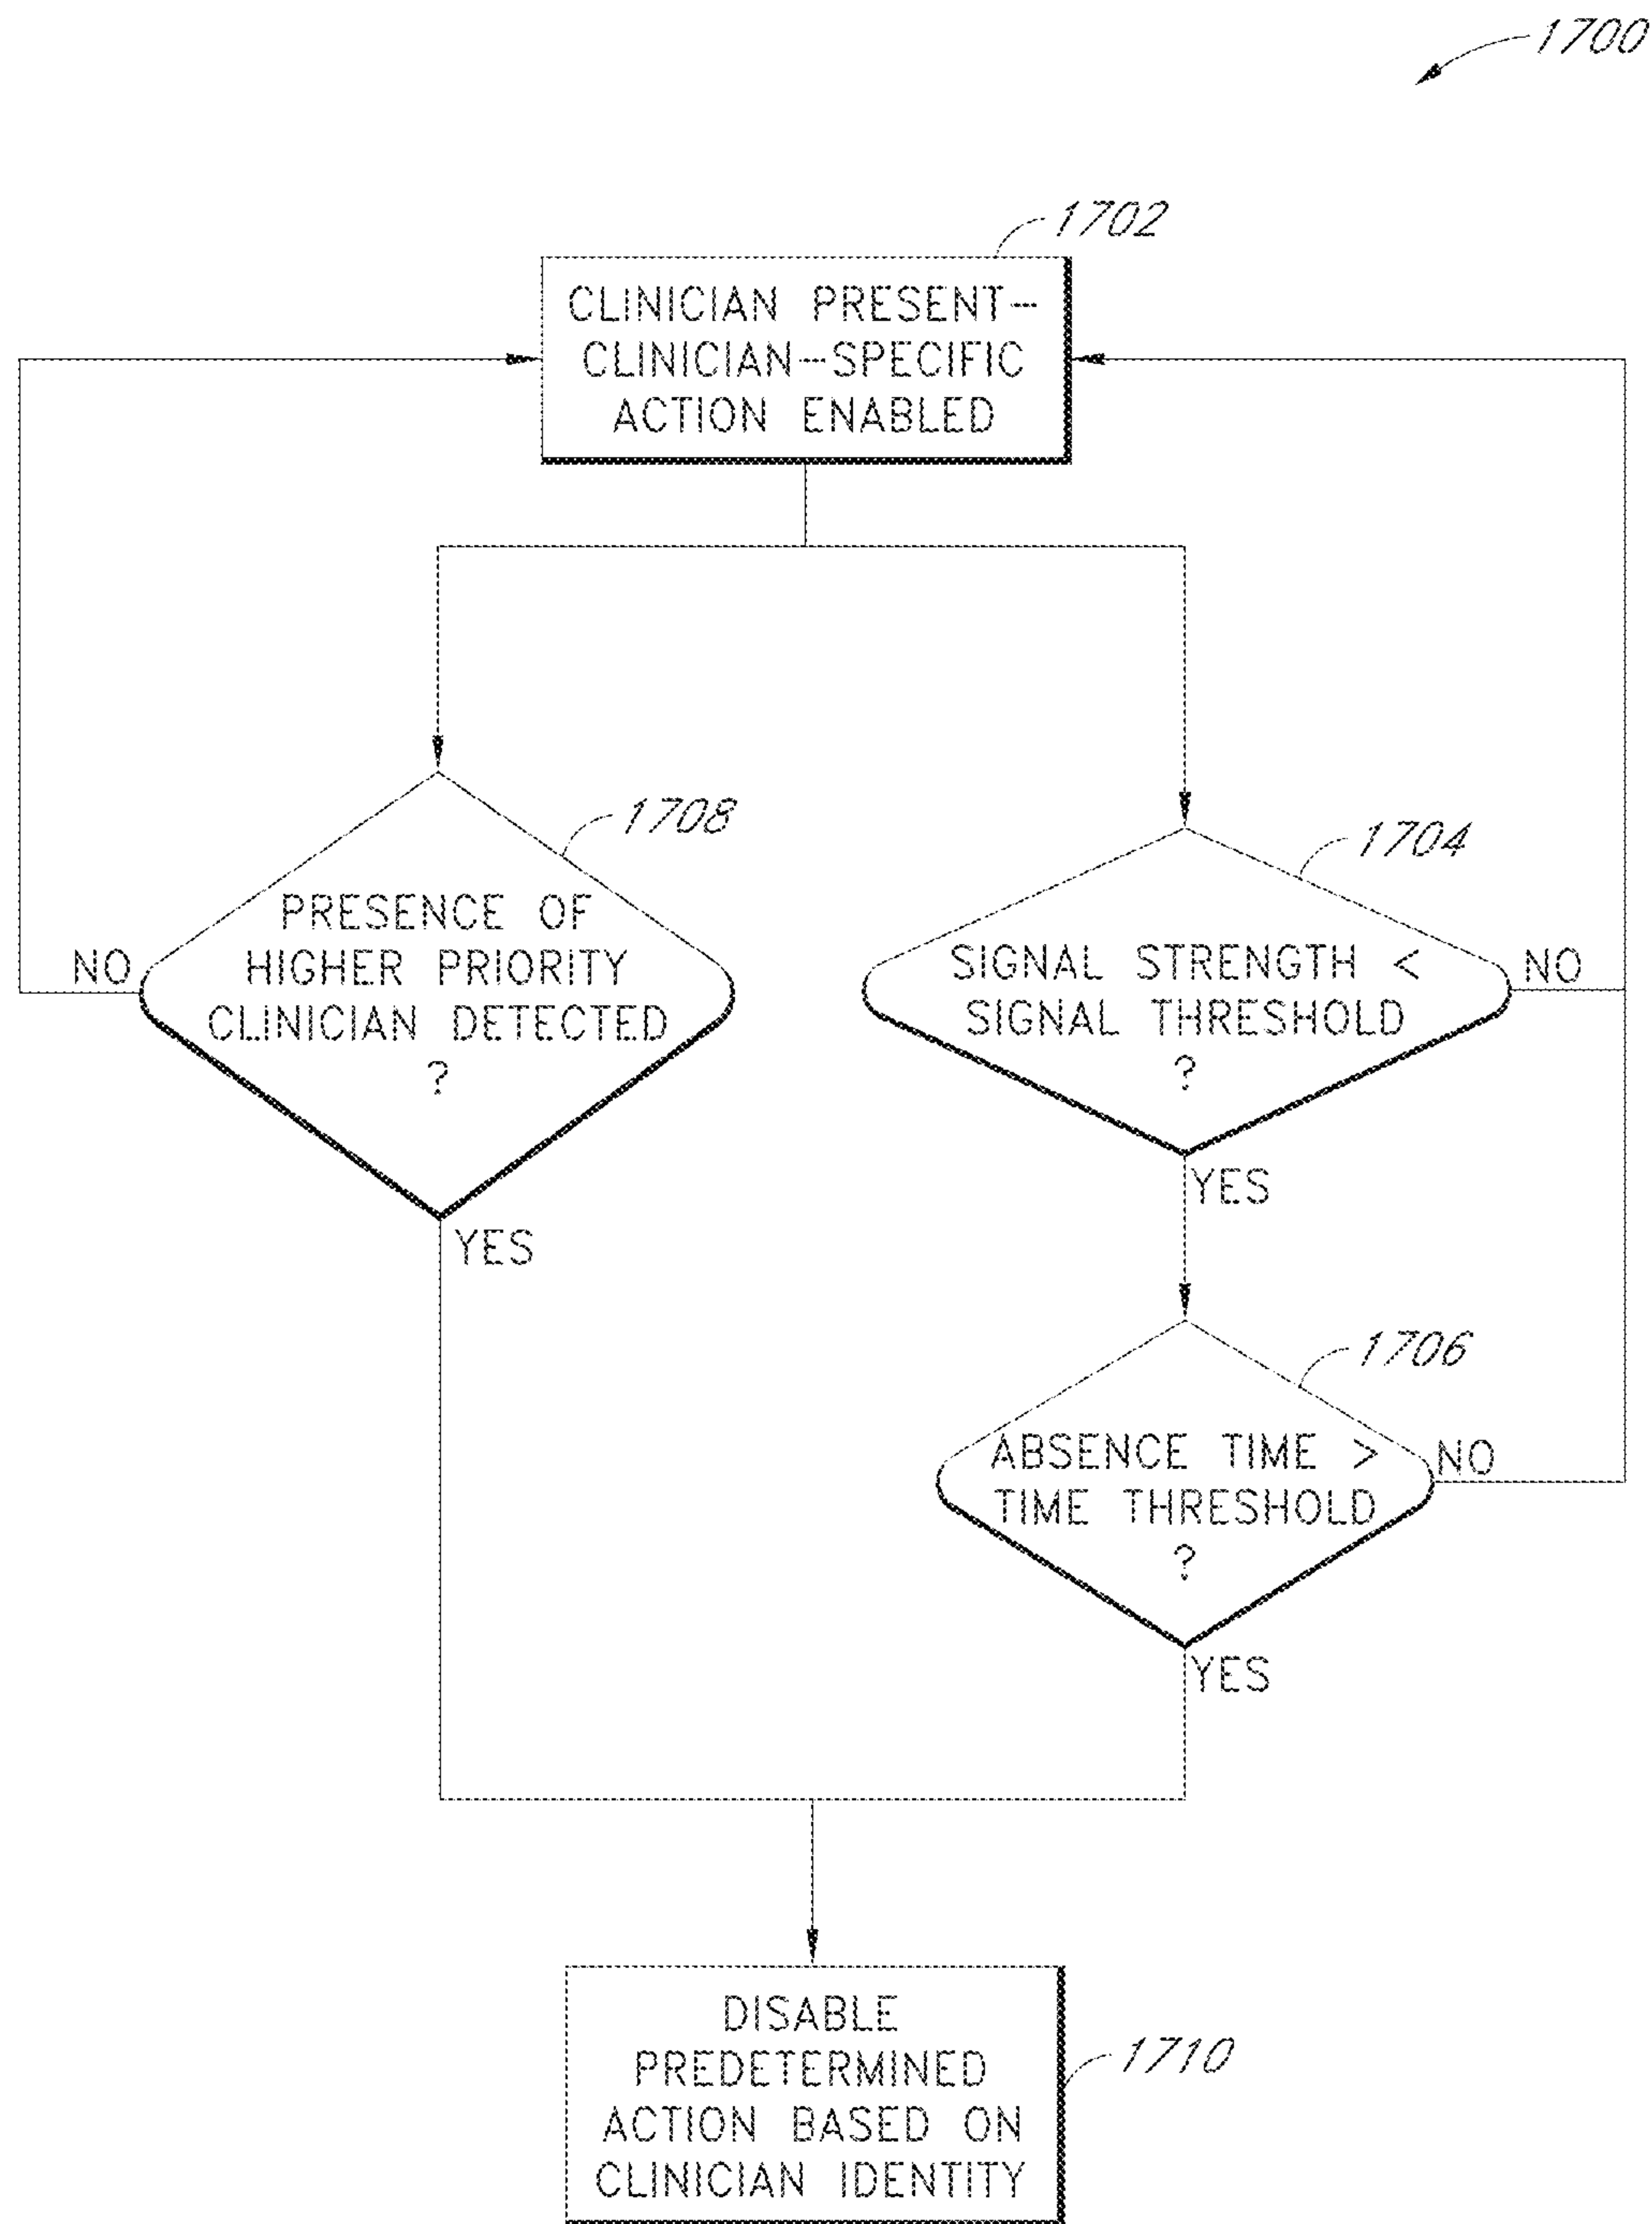 1700
1702
CLINICIAN PRESENT-
CLINICIAN-SPECIFIC
ACTION ENABLED
1708
PRESENCE OF
HIGHER PRIORITY
CLINICIAN DETECTED
?
NO
YES
1704
SIGNAL STRENGTH <
SIGNAL THRESHOLD
?
NO
YES
1706
ABSENCE TIME >
TIME THRESHOLD
?
NO
YES
1710
DISABLE
PREDETERMINED
ACTION BASED ON
CLINICIAN IDENTITY